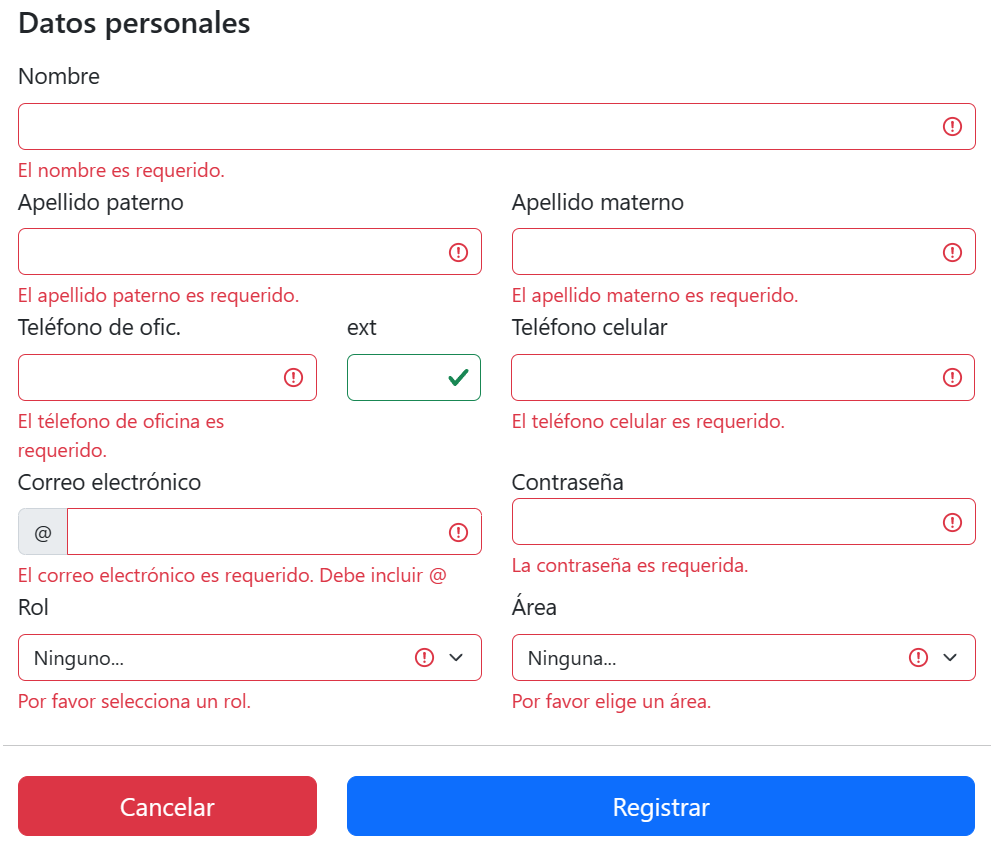 Datos personales
Nombre
El nombre es requerido.
Apellido paterno
Apellido materno
El apellido paterno es requerido.
El apellido materno es requerido.
Teléfono de ofic.
ext
Teléfono celular
El télefono de oficina es
requerido.
El teléfono celular es requerido.
Correo electrónico
Contraseña
@
El correo electrónico es requerido. Debe incluir @
La contraseña es requerida.
Rol
Área
Ninguno...
Ninguna...
Por favor selecciona un rol.
Por favor elige un área.
Cancelar
Registrar